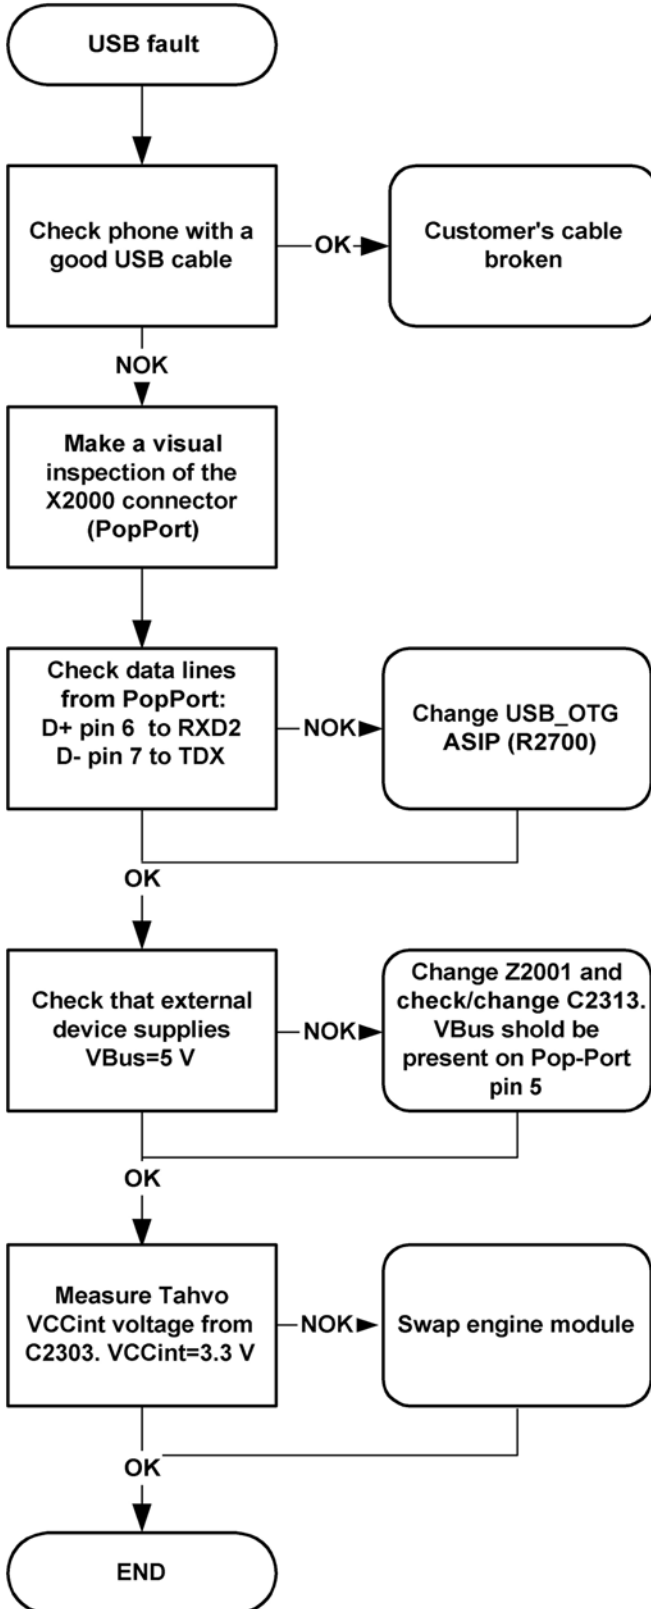 USB fault
Check phone with a
good USB cable
OK
Customer's cable
broken
NOK
Make a visual
inspection of the
X2000 connector
(PopPort)
Check data lines
from PopPort:
D+ pin 6 to RXD2
D- pin 7 to TDX
NOK
Change USB_OTG
ASIP (R2700)
OK
Check that external
device supplies
VBus=5 V
NOK
Change Z2001 and
check/change C2313.
VBus shold be
present on Pop-Port
pin 5
OK
Measure Tahvo
VCCint voltage from
C2303. VCCint=3.3 V
NOK
Swap engine module
OK
END